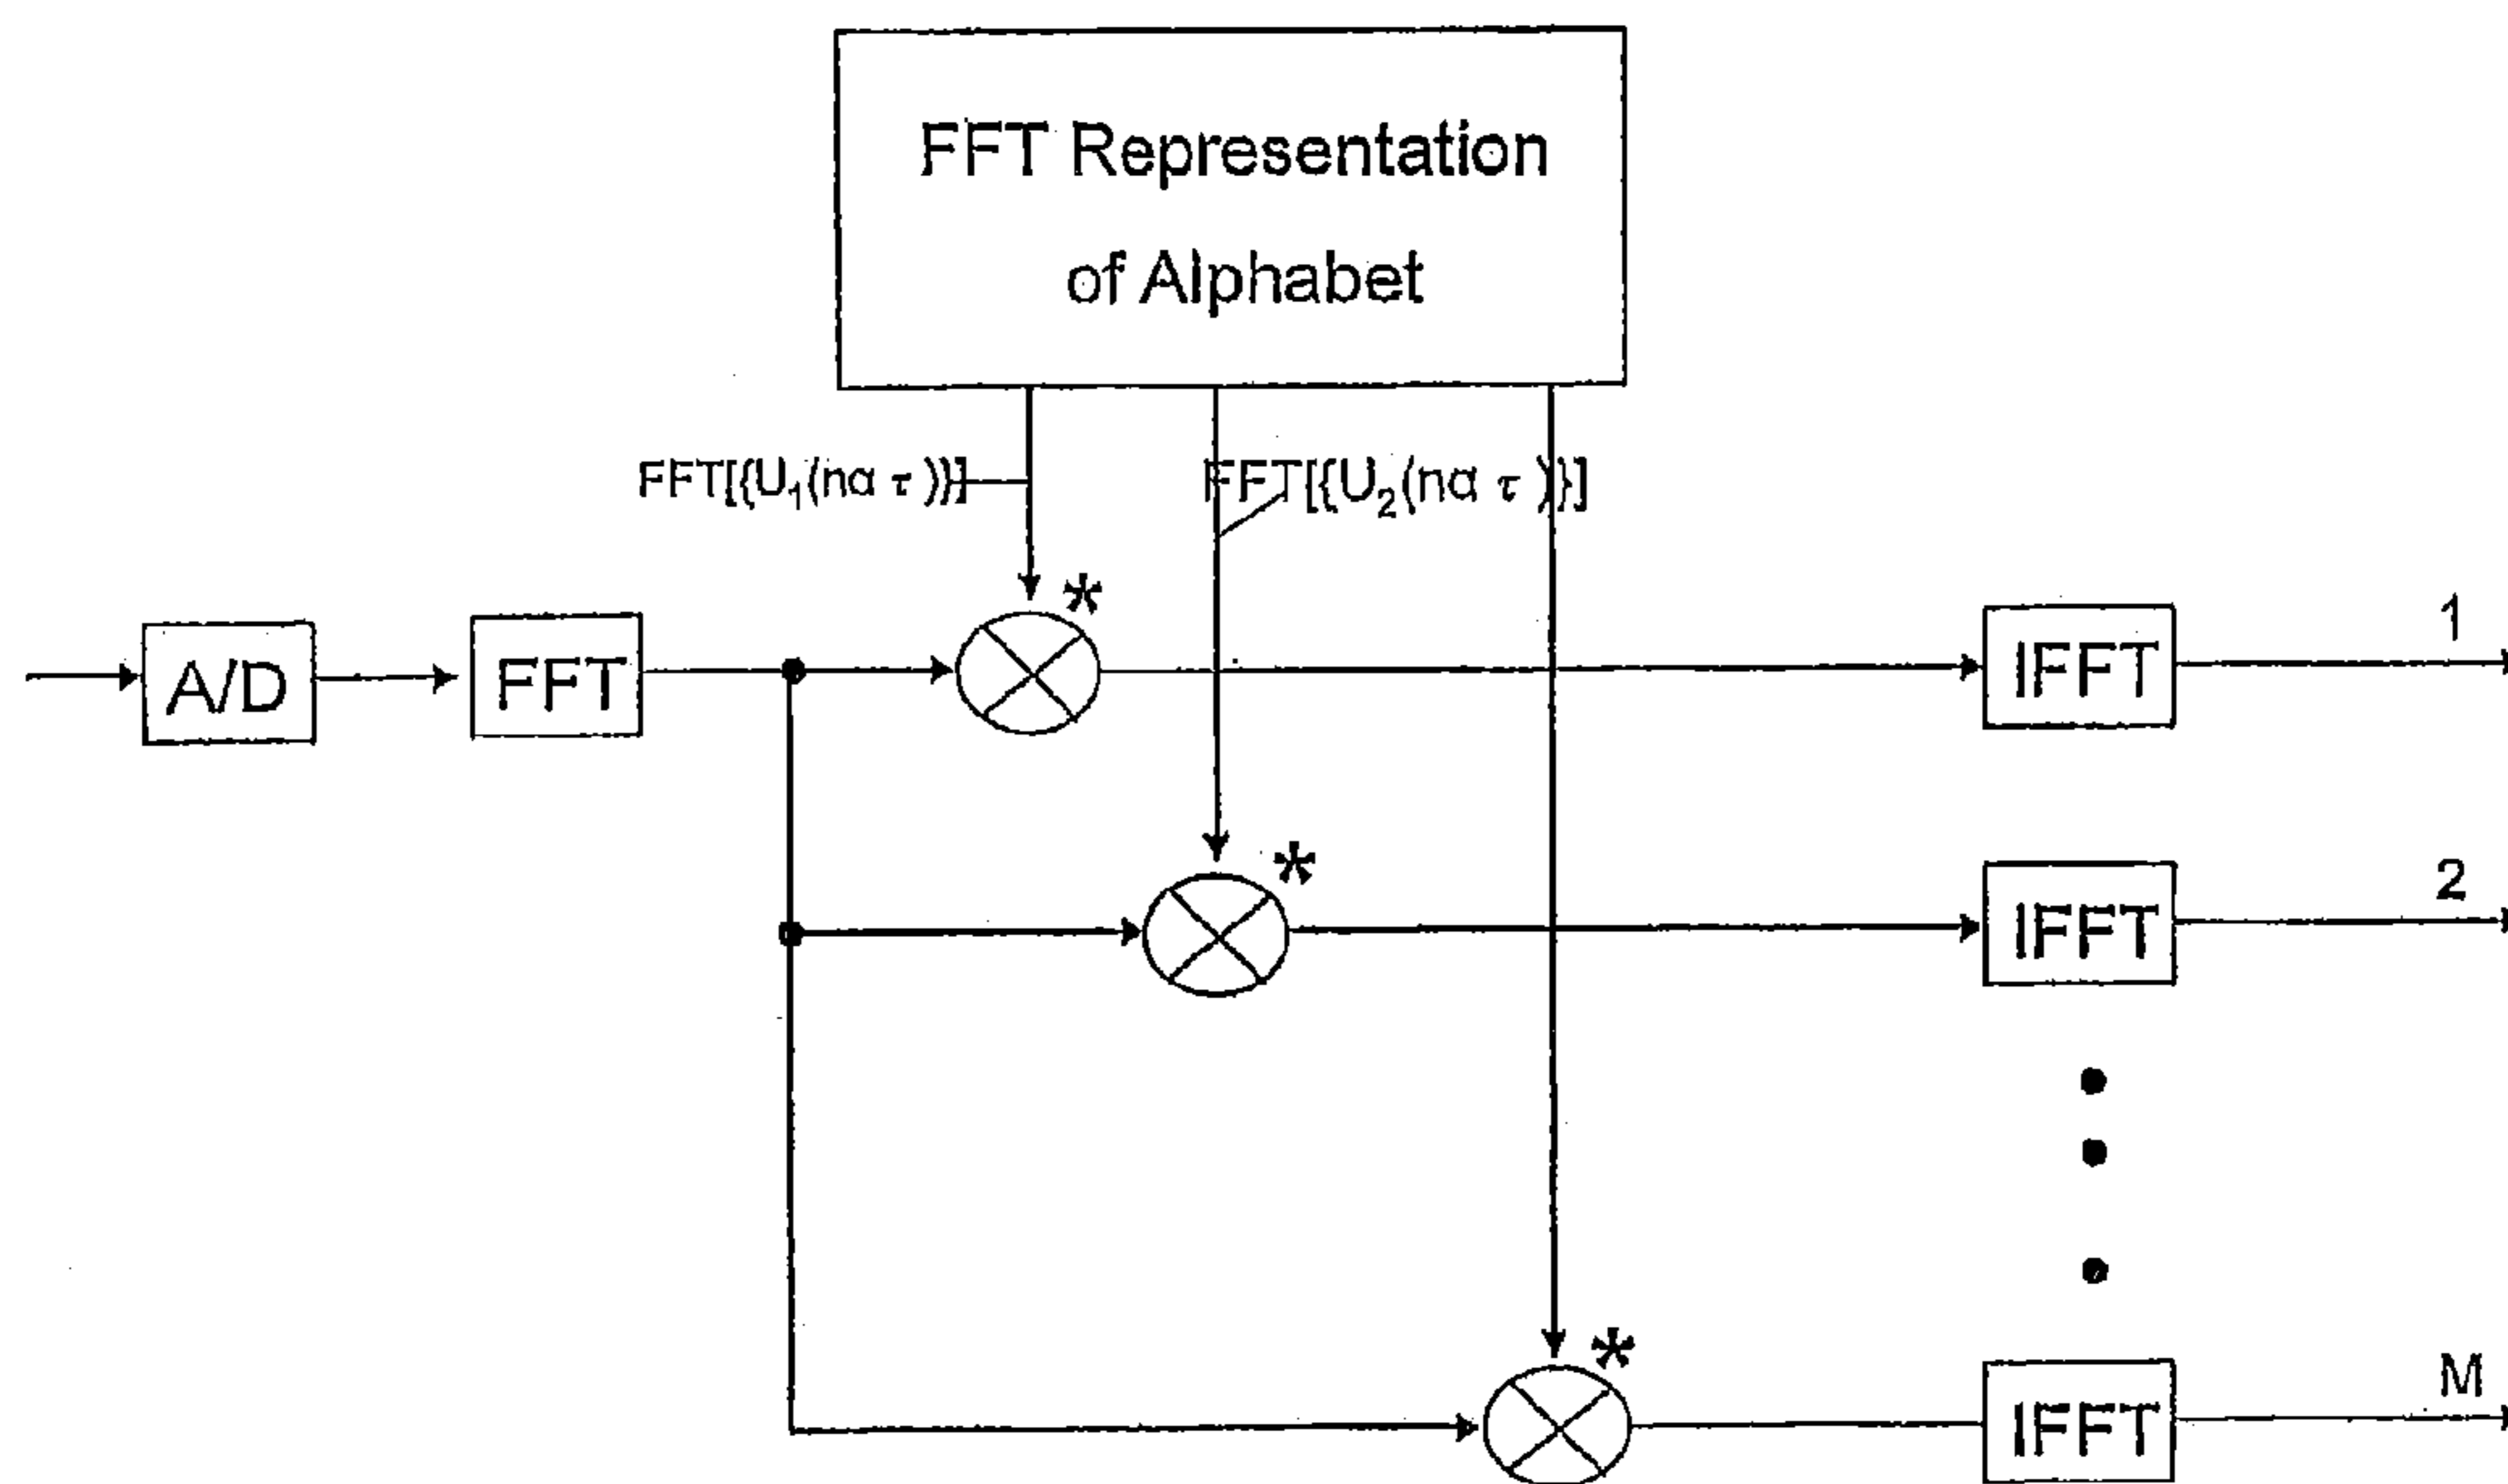 FFT Representation
of Alphabet
FFT[{U₁(nα τ)}]
FFT[{U₂(nα τ)}]
*
A/D
FFT
IFFT
1
*
IFFT
2
*
IFFT
M